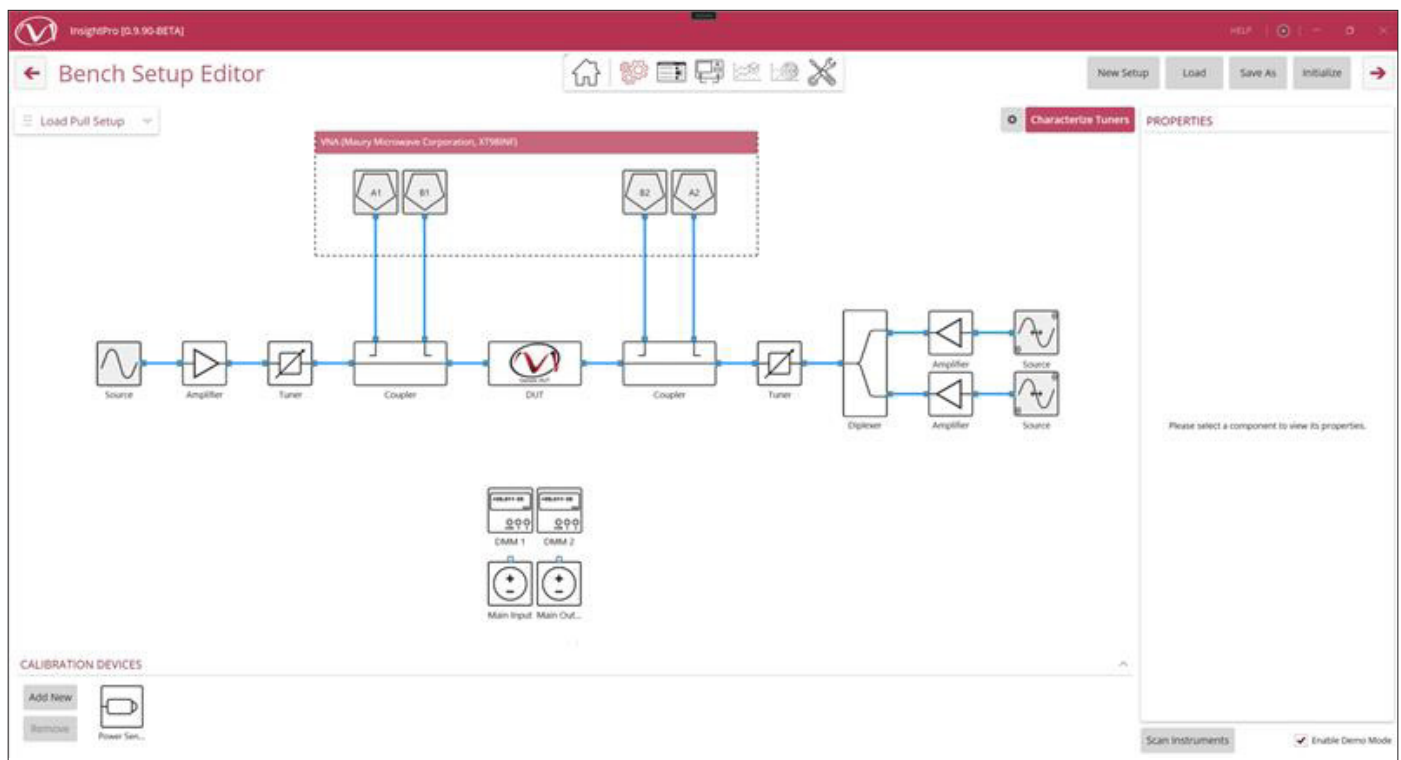 InsightPro [0.9.90-BETA]
HELP
Bench Setup Editor
New Setup
Load
Save As
Initialize
Load Pull Setup
Characterize Tuners
PROPERTIES
VNA (Maury Microwave Corporation, XT98INF)
A1
B1
B2
A2
Source
Amplifier
Tuner
Coupler
DUT
Coupler
Tuner
Diplexer
Amplifier
Source
Amplifier
Source
Please select a component to view its properties.
DMM 1
DMM 2
Main Input
Main Out...
CALIBRATION DEVICES
Add New
Remove
Power Sen...
Scan Instruments
Enable Demo Mode